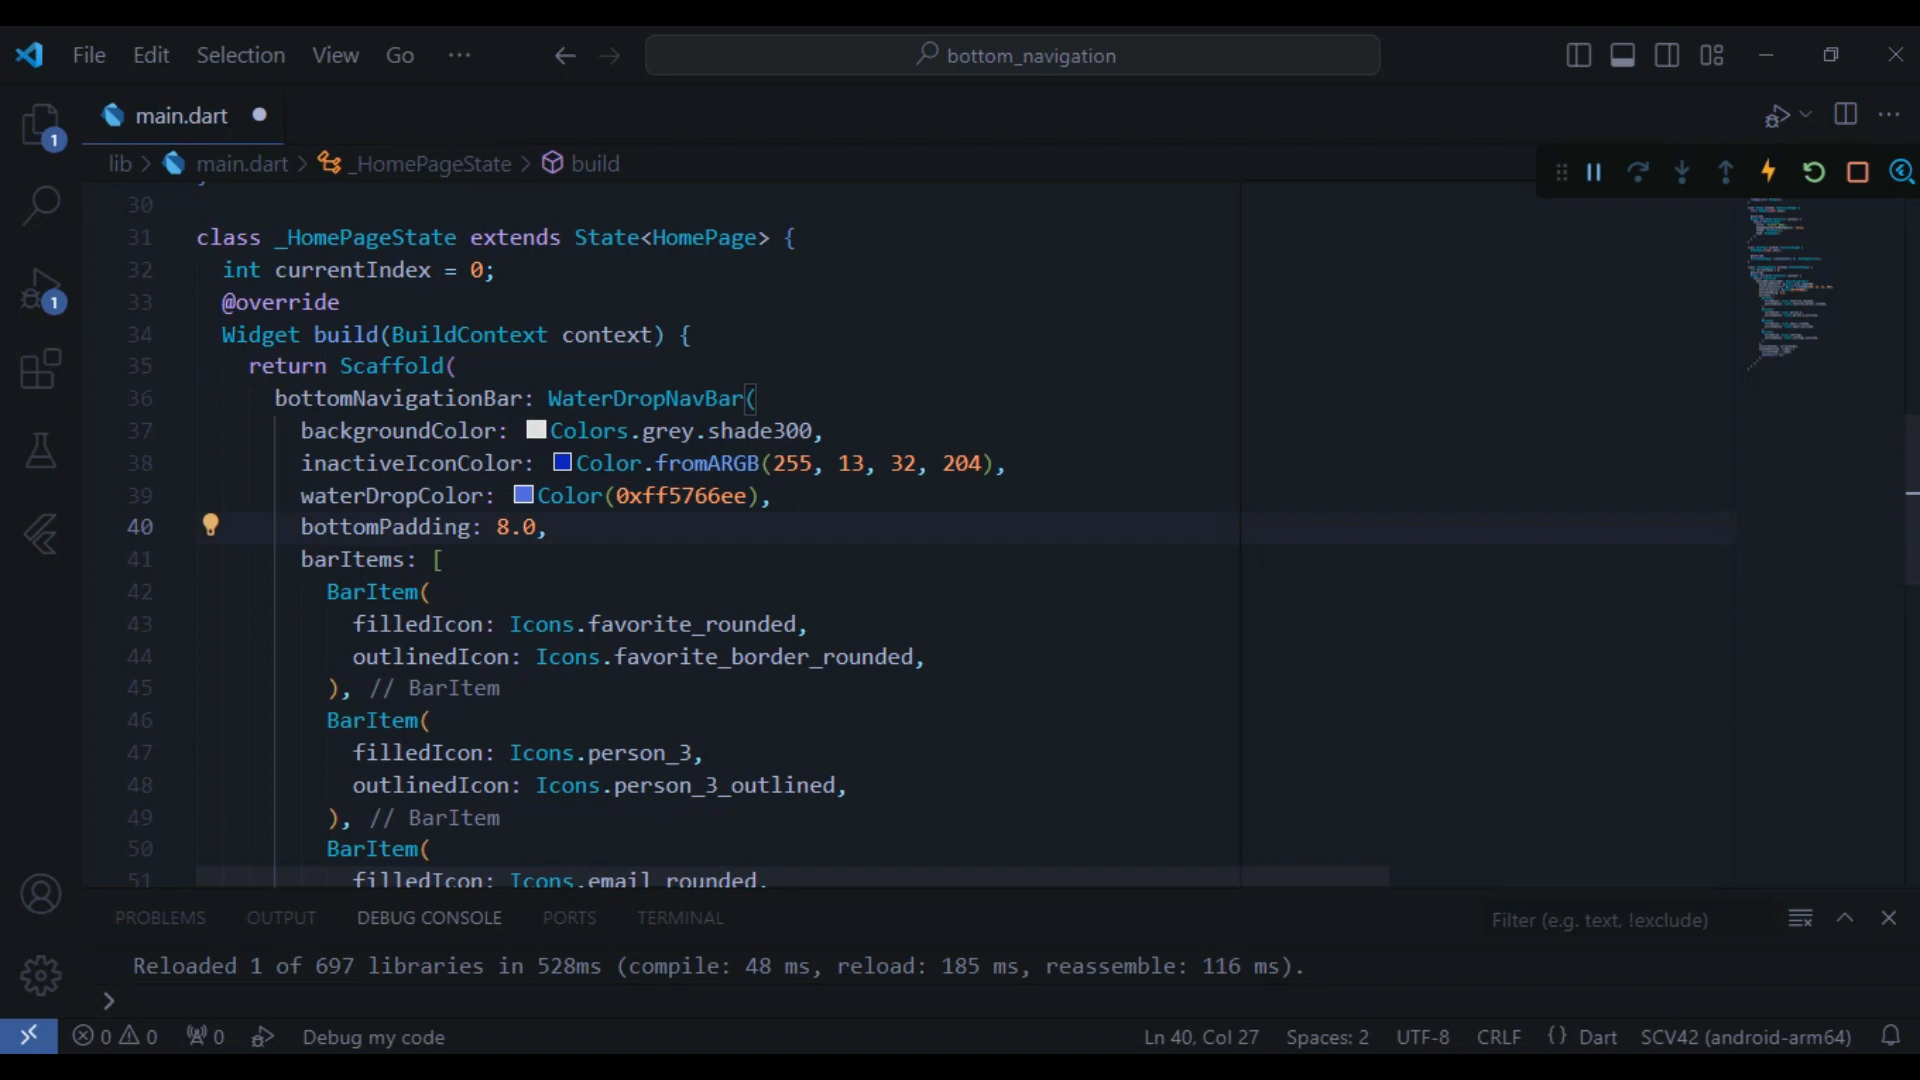 File Edit Selection View Go ··· bottom_navigation
main.dart
lib > main.dart > _HomePageState > build
30
31 class _HomePageState extends State<HomePage> {
32 int currentIndex = 0;
33 @override
34 Widget build(BuildContext context) {
35 return Scaffold(
36 bottomNavigationBar: WaterDropNavBar(
37 backgroundColor: Colors.grey.shade300,
38 inactiveIconColor: Color.fromARGB(255, 13, 32, 204),
39 waterDropColor: Color(0xff5766ee),
40 bottomPadding: 8.0,
41 barItems: [
42 BarItem(
43 filledIcon: Icons.favorite_rounded,
44 outlinedIcon: Icons.favorite_border_rounded,
45 ), // BarItem
46 BarItem(
47 filledIcon: Icons.person_3,
48 outlinedIcon: Icons.person_3_outlined,
49 ), // BarItem
50 BarItem(
51 filledIcon: Icons.email_rounded,
1
1
PROBLEMS OUTPUT DEBUG CONSOLE PORTS TERMINAL Filter (e.g. text, !exclude)
Reloaded 1 of 697 libraries in 528ms (compile: 48 ms, reload: 185 ms, reassemble: 116 ms).
>
0 0 0 Debug my code Ln 40, Col 27 Spaces: 2 UTF-8 CRLF {} Dart SCV42 (android-arm64)